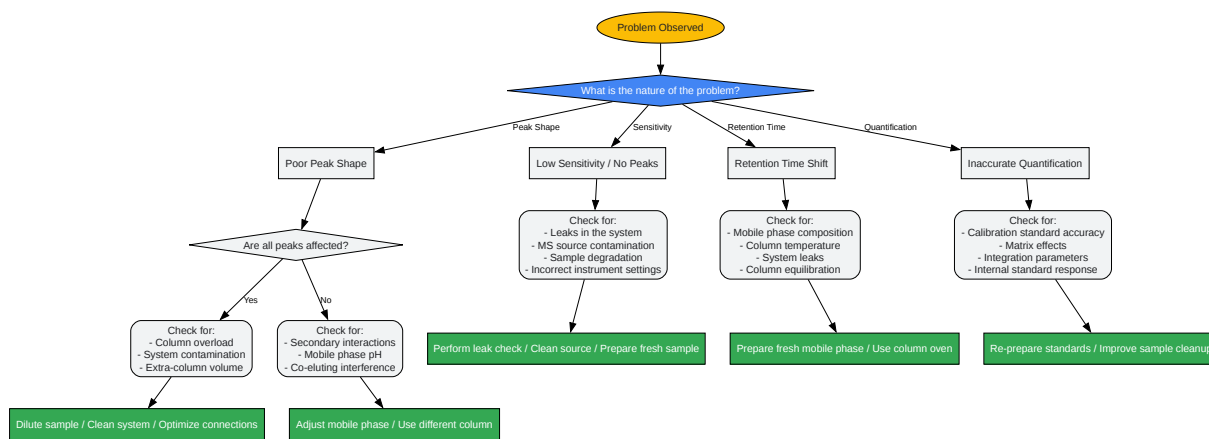 Problem Observed
What is the nature of the problem?
Peak Shape
Sensitivity
Retention Time
Quantification
Poor Peak Shape
Low Sensitivity / No Peaks
Retention Time Shift
Inaccurate Quantification
Are all peaks affected?
Check for:
- Leaks in the system
- MS source contamination
- Sample degradation
- Incorrect instrument settings
Check for:
- Mobile phase composition
- Column temperature
- System leaks
- Column equilibration
Check for:
- Calibration standard accuracy
- Matrix effects
- Integration parameters
- Internal standard response
Yes
No
Check for:
- Column overload
- System contamination
- Extra-column volume
Check for:
- Secondary interactions
- Mobile phase pH
- Co-eluting interference
Perform leak check / Clean source / Prepare fresh sample
Prepare fresh mobile phase / Use column oven
Re-prepare standards / Improve sample cleanup
Dilute sample / Clean system / Optimize connections
Adjust mobile phase / Use different column